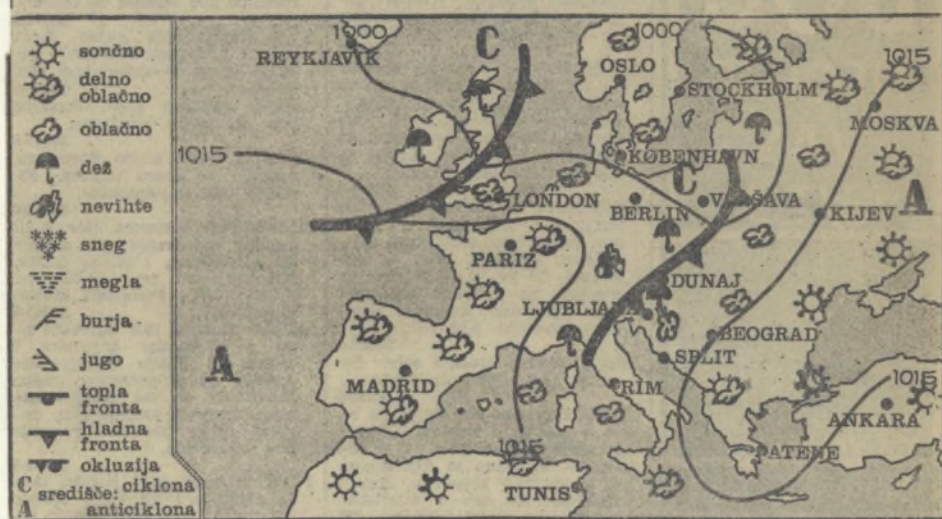 sončno
delno
oblačno
oblačno
dež
nevihte
sneg
megla
burja
jugo
topla
fronta
hladna
fronta
okluzija
C središče: ciklona
A anticiklona
1000
REYKJAVIK
C
1000
OSLO
STOCKHOLM
1015
MOSKVA
1015
KØBENHAVN
LONDON
BERLIN
C
VARŠAVA
KIJEV
A
PARIZ
DUNAJ
LJUBLJANA
BEOGRAD
SPLIT
A
MADRID
RIM
1015
ANKARA
1015
ATENE
TUNIS